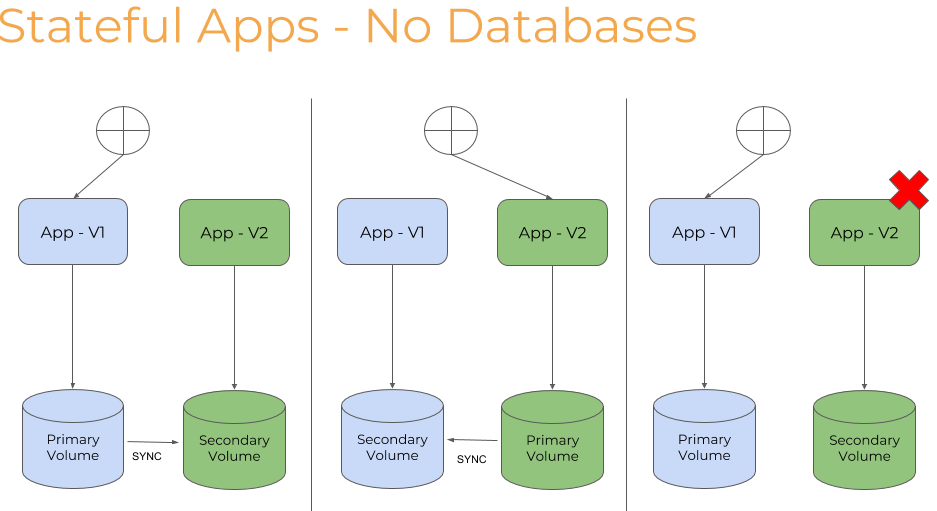 Stateful Apps - No Databases
App - V1
App - V2
Primary
Volume
SYNC
Secondary
Volume
App - V1
App - V2
Secondary
Volume
SYNC
Primary
Volume
App - V1
App - V2
Primary
Volume
Secondary
Volume